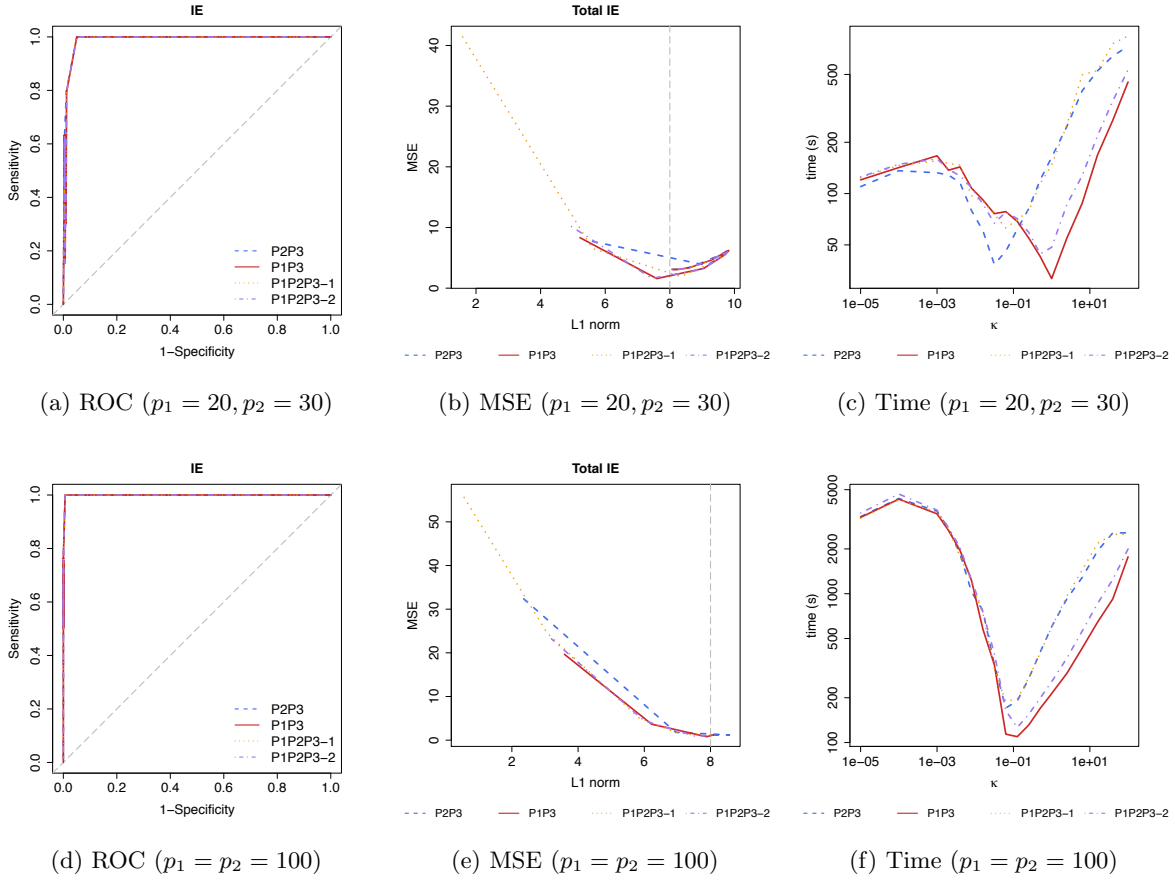 IE
Sensitivity
0.0 0.2 0.4 0.6 0.8 1.0
0.0 0.2 0.4 0.6 0.8 1.0
1−Specificity
P2P3
P1P3
P1P2P3−1
P1P2P3−2
(a) ROC (p₁ = 20, p₂ = 30)
Total IE
MSE
0 10 20 30 40
2 4 6 8 10
L1 norm
P2P3 P1P3 P1P2P3−1 P1P2P3−2
(b) MSE (p₁ = 20, p₂ = 30)
time (s)
50 100 200 500
1e−05 1e−03 1e−01 1e+01
κ
P2P3 P1P3 P1P2P3−1 P1P2P3−2
(c) Time (p₁ = 20, p₂ = 30)
IE
Sensitivity
0.0 0.2 0.4 0.6 0.8 1.0
0.0 0.2 0.4 0.6 0.8 1.0
1−Specificity
P2P3
P1P3
P1P2P3−1
P1P2P3−2
(d) ROC (p₁ = p₂ = 100)
Total IE
MSE
0 10 20 30 40 50
2 4 6 8
L1 norm
P2P3 P1P3 P1P2P3−1 P1P2P3−2
(e) MSE (p₁ = p₂ = 100)
time (s)
100 200 500 1000 2000 5000
1e−05 1e−03 1e−01 1e+01
κ
P2P3 P1P3 P1P2P3−1 P1P2P3−2
(f) Time (p₁ = p₂ = 100)